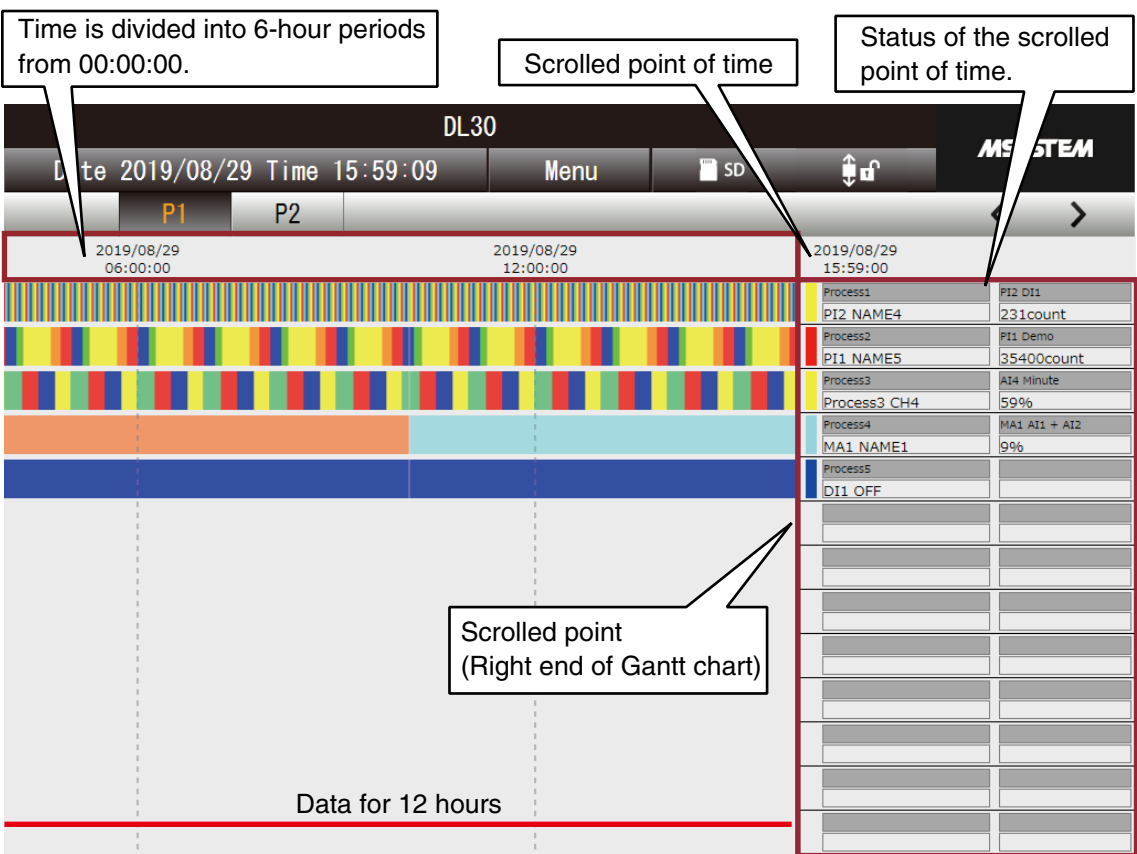 Time is divided into 6-hour periods
from 00:00:00.
Scrolled point of time
Status of the scrolled
point of time.
DL30
Date 2019/08/29 Time 15:59:09
Menu
SD
P1
P2
2019/08/29
06:00:00
2019/08/29
12:00:00
2019/08/29
15:59:00
Process1
PI2 DI1
PI2 NAME4
231count
Process2
PI1 Demo
PI1 NAME5
35400count
Process3
AI4 Minute
Process3 CH4
59%
Process4
MA1 AI1 + AI2
MA1 NAME1
9%
Process5
DI1 OFF
Scrolled point
(Right end of Gantt chart)
Data for 12 hours